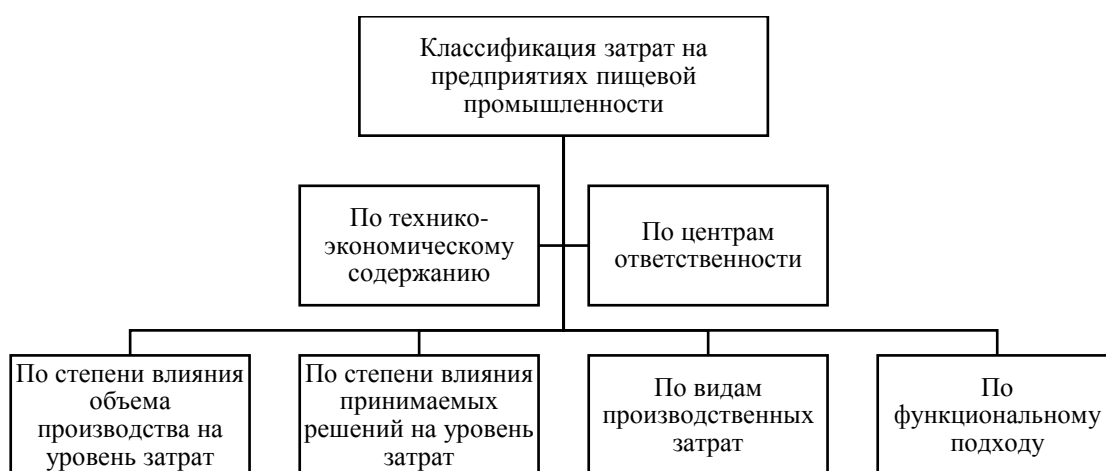 Классификация затрат на
предприятиях пищевой
промышленности
По технико-
экономическому
содержанию
По центрам
ответственности
По степени влияния
объема
производства на
уровень затрат
По степени влияния
принимаемых
решений на уровень
затрат
По видам
производственных
затрат
По
функциональному
подходу